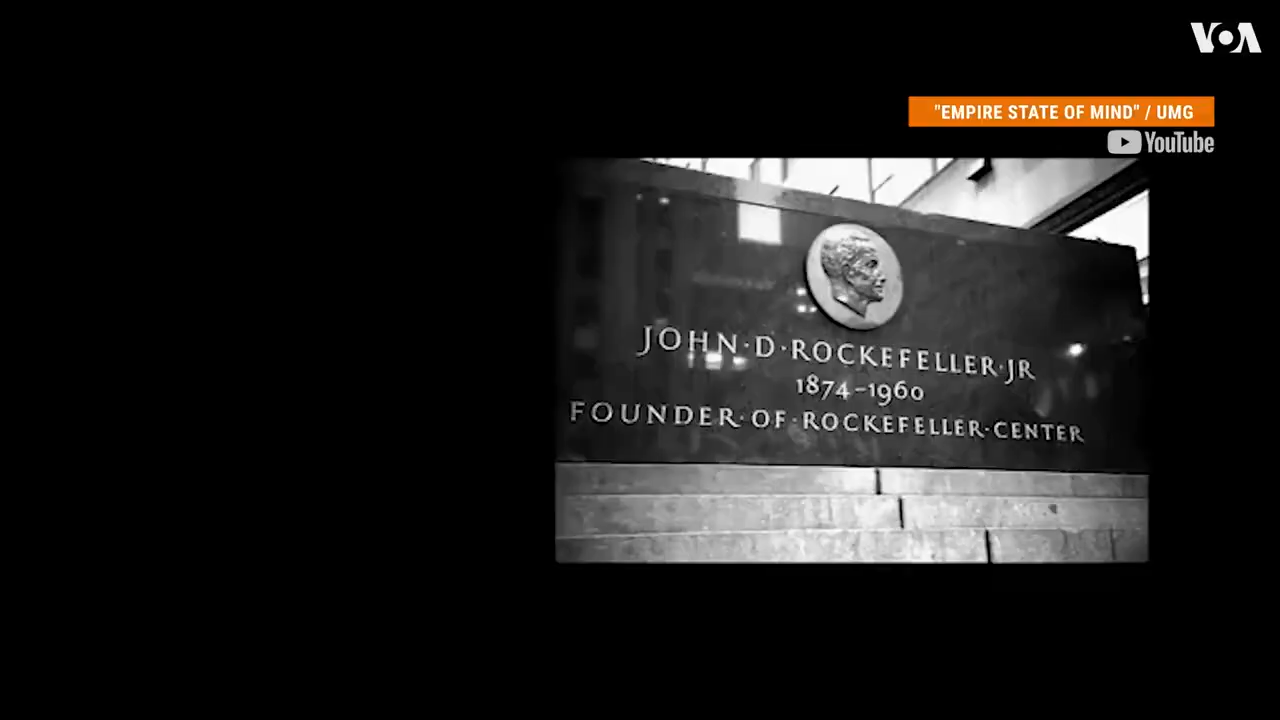 VOA
"EMPIRE STATE OF MIND" / UMG
YouTube
JOHN·D·ROCKEFELLER·JR
1874-1960
FOUNDER·OF·ROCKEFELLER·CENTER